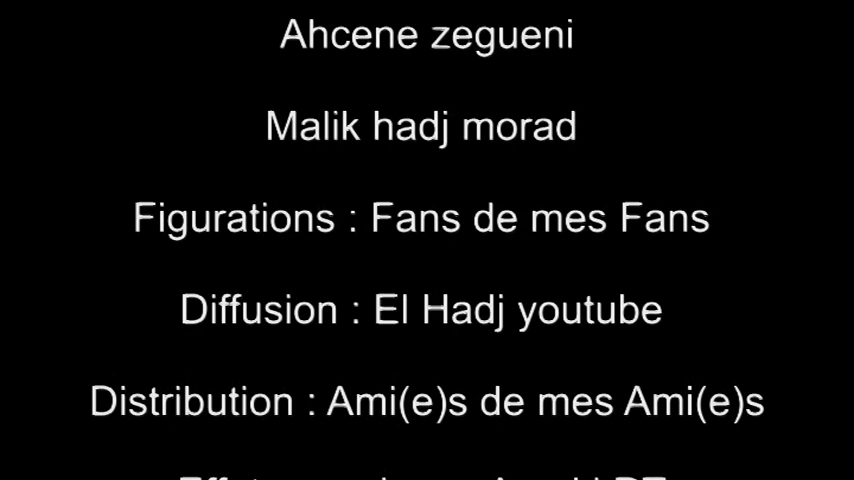 Ahcene zegueni
Malik hadj morad
Figurations : Fans de mes Fans
Diffusion : El Hadj youtube
Distribution : Ami(e)s de mes Ami(e)s